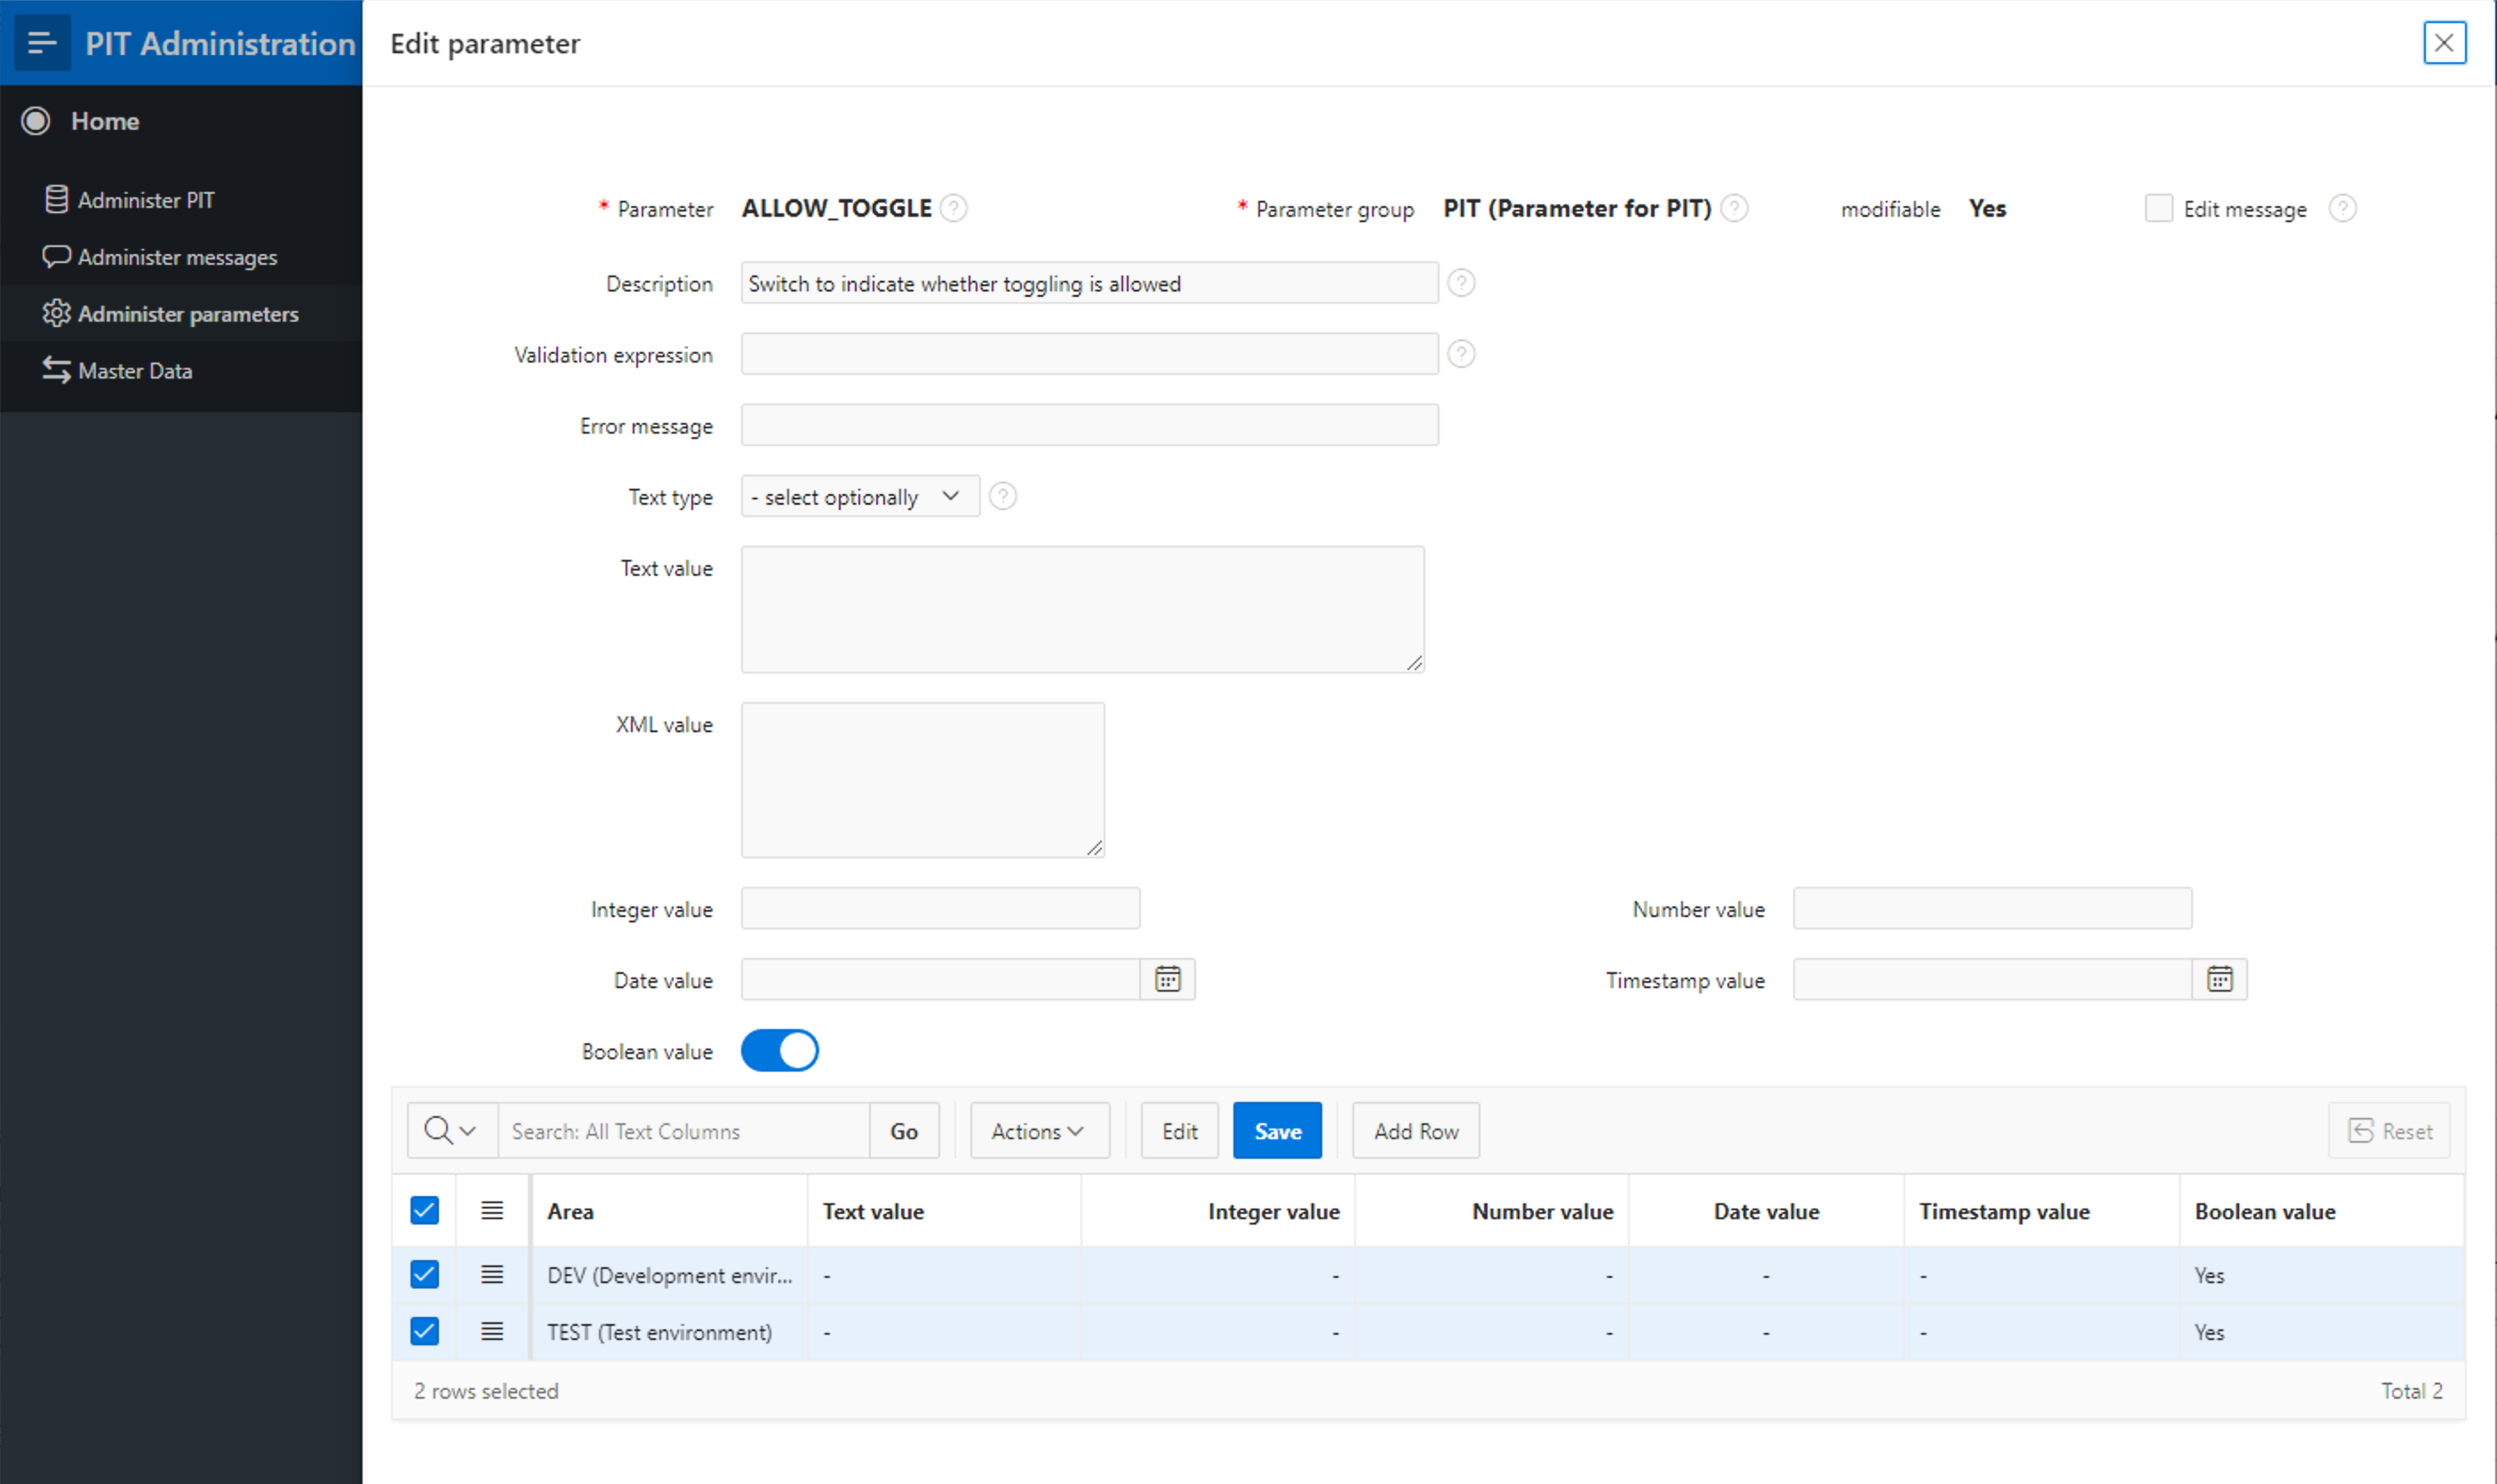 PIT Administration
Edit parameter
Home
Administer PIT
Administer messages
Administer parameters
Master Data
* Parameter ALLOW_TOGGLE ? * Parameter group PIT (Parameter for PIT) ? modifiable Yes Edit message ?
Description Switch to indicate whether toggling is allowed ?
Validation expression ?
Error message
Text type - select optionally ?
Text value
XML value
Integer value Number value
Date value Timestamp value
Boolean value
Search: All Text Columns Go Actions Edit Save Add Row Reset
Area Text value Integer value Number value Date value Timestamp value Boolean value
DEV (Development envir... - - - - - Yes
TEST (Test environment) - - - - - Yes
2 rows selected Total 2